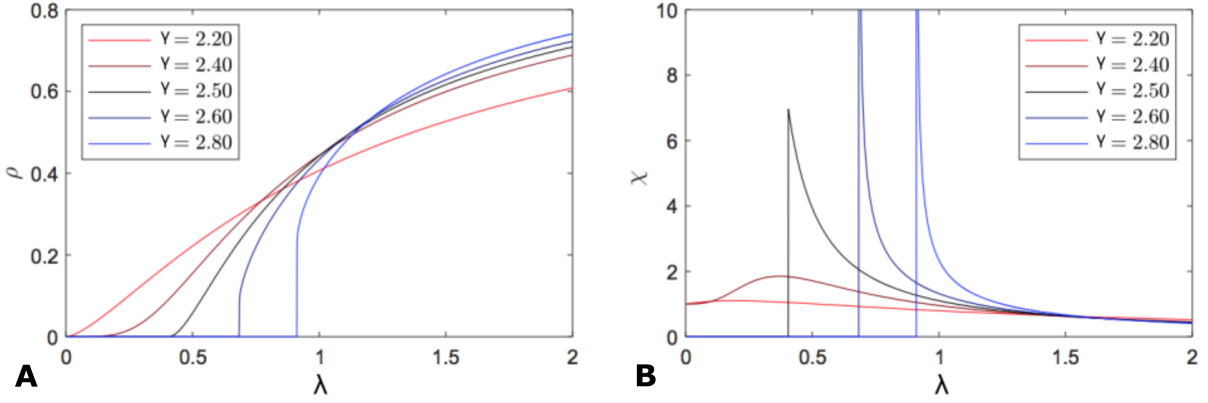 0.8
0.6
0.4
0.2
0
ρ
γ = 2.20
γ = 2.40
γ = 2.50
γ = 2.60
γ = 2.80
0 0.5 1 1.5 2
λ
A
10
8
6
4
2
0
χ
γ = 2.20
γ = 2.40
γ = 2.50
γ = 2.60
γ = 2.80
0 0.5 1 1.5 2
λ
B